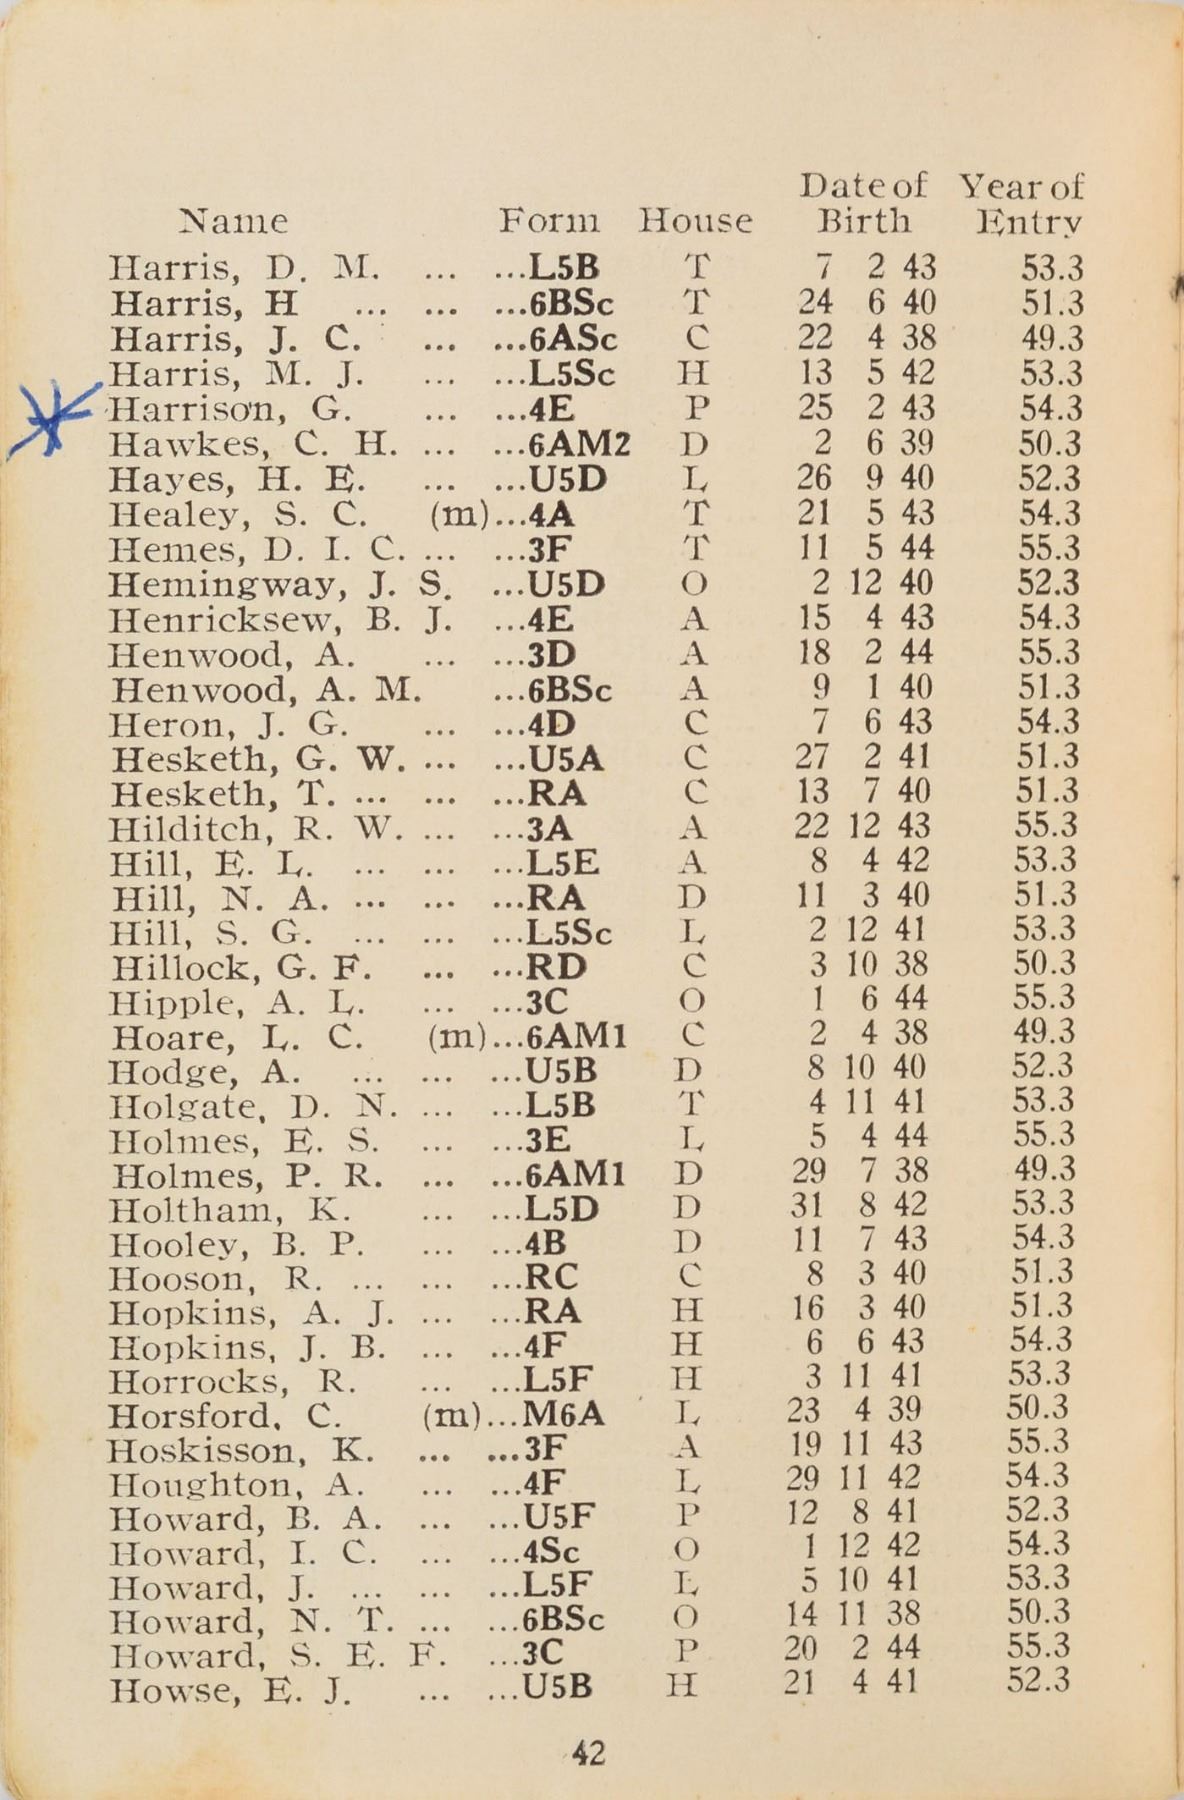 Date of Year of
Name Form House Birth Entry
Harris, D. M. ... ...L5B T 7 2 43 53.3
Harris, H ... ... ...6BSc T 24 6 40 51.3
Harris, J. C. ... ...6ASc C 22 4 38 49.3
Harris, M. J. ... ...L5Sc H 13 5 42 53.3
Harrison, G. ... ...4E P 25 2 43 54.3
Hawkes, C. H. ... ...6AM2 D 2 6 39 50.3
Hayes, H. E. ... ...U5D L 26 9 40 52.3
Healey, S. C. (m)...4A T 21 5 43 54.3
Hemes, D. I. C. ... ...3F T 11 5 44 55.3
Hemingway, J. S. ...U5D O 2 12 40 52.3
Henricksew, B. J. ...4E A 15 4 43 54.3
Henwood, A. ... ...3D A 18 2 44 55.3
Henwood, A. M. ...6BSc A 9 1 40 51.3
Heron, J. G. ... ...4D C 7 6 43 54.3
Hesketh, G. W. ... ...U5A C 27 2 41 51.3
Hesketh, T. ... ... ...RA C 13 7 40 51.3
Hilditch, R. W. ... ...3A A 22 12 43 55.3
Hill, E. L. ... ... ...L5E A 8 4 42 53.3
Hill, N. A. ... ... ...RA D 11 3 40 51.3
Hill, S. G. ... ... ...L5Sc L 2 12 41 53.3
Hillock, G. F. ... ...RD C 3 10 38 50.3
Hipple, A. L. ... ...3C O 1 6 44 55.3
Hoare, L. C. (m)...6AM1 C 2 4 38 49.3
Hodge, A. ... ... ...U5B D 8 10 40 52.3
Holgate, D. N. ... ...L5B T 4 11 41 53.3
Holmes, E. S. ... ...3E L 5 4 44 55.3
Holmes, P. R. ... ...6AM1 D 29 7 38 49.3
Holtham, K. ... ...L5D D 31 8 42 53.3
Hooley, B. P. ... ...4B D 11 7 43 54.3
Hooson, R. ... ... ...RC C 8 3 40 51.3
Hopkins, A. J. ... ...RA H 16 3 40 51.3
Hopkins, J. B. ... ...4F H 6 6 43 54.3
Horrocks, R. ... ...L5F H 3 11 41 53.3
Horsford, C. (m)...M6A L 23 4 39 50.3
Hoskisson, K. ... ...3F A 19 11 43 55.3
Houghton, A. ... ...4F L 29 11 42 54.3
Howard, B. A. ... ...U5F P 12 8 41 52.3
Howard, I. C. ... ...4Sc O 1 12 42 54.3
Howard, J. ... ... ...L5F L 5 10 41 53.3
Howard, N. T. ... ...6BSc O 14 11 38 50.3
Howard, S. E. F. ...3C P 20 2 44 55.3
Howse, E. J. ... ...U5B H 21 4 41 52.3
42